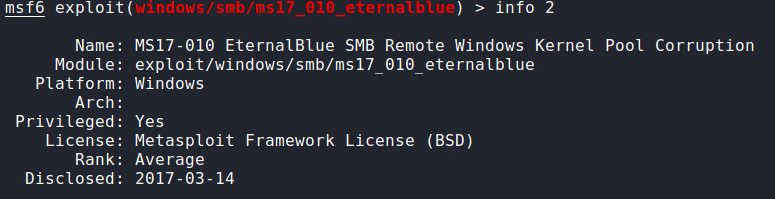 msf6 exploit(windows/smb/ms17_010_eternalblue) > info 2
Name: MS17-010 EternalBlue SMB Remote Windows Kernel Pool Corruption
Module: exploit/windows/smb/ms17_010_eternalblue
Platform: Windows
Arch:
Privileged: Yes
License: Metasploit Framework License (BSD)
Rank: Average
Disclosed: 2017-03-14